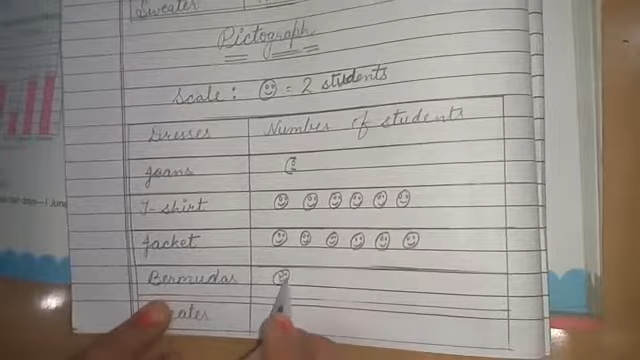 Sweater
Pictograph
Scale : = 2 students
Dresses Number of students
Jeans
T-shirt
Jacket
Bermudas